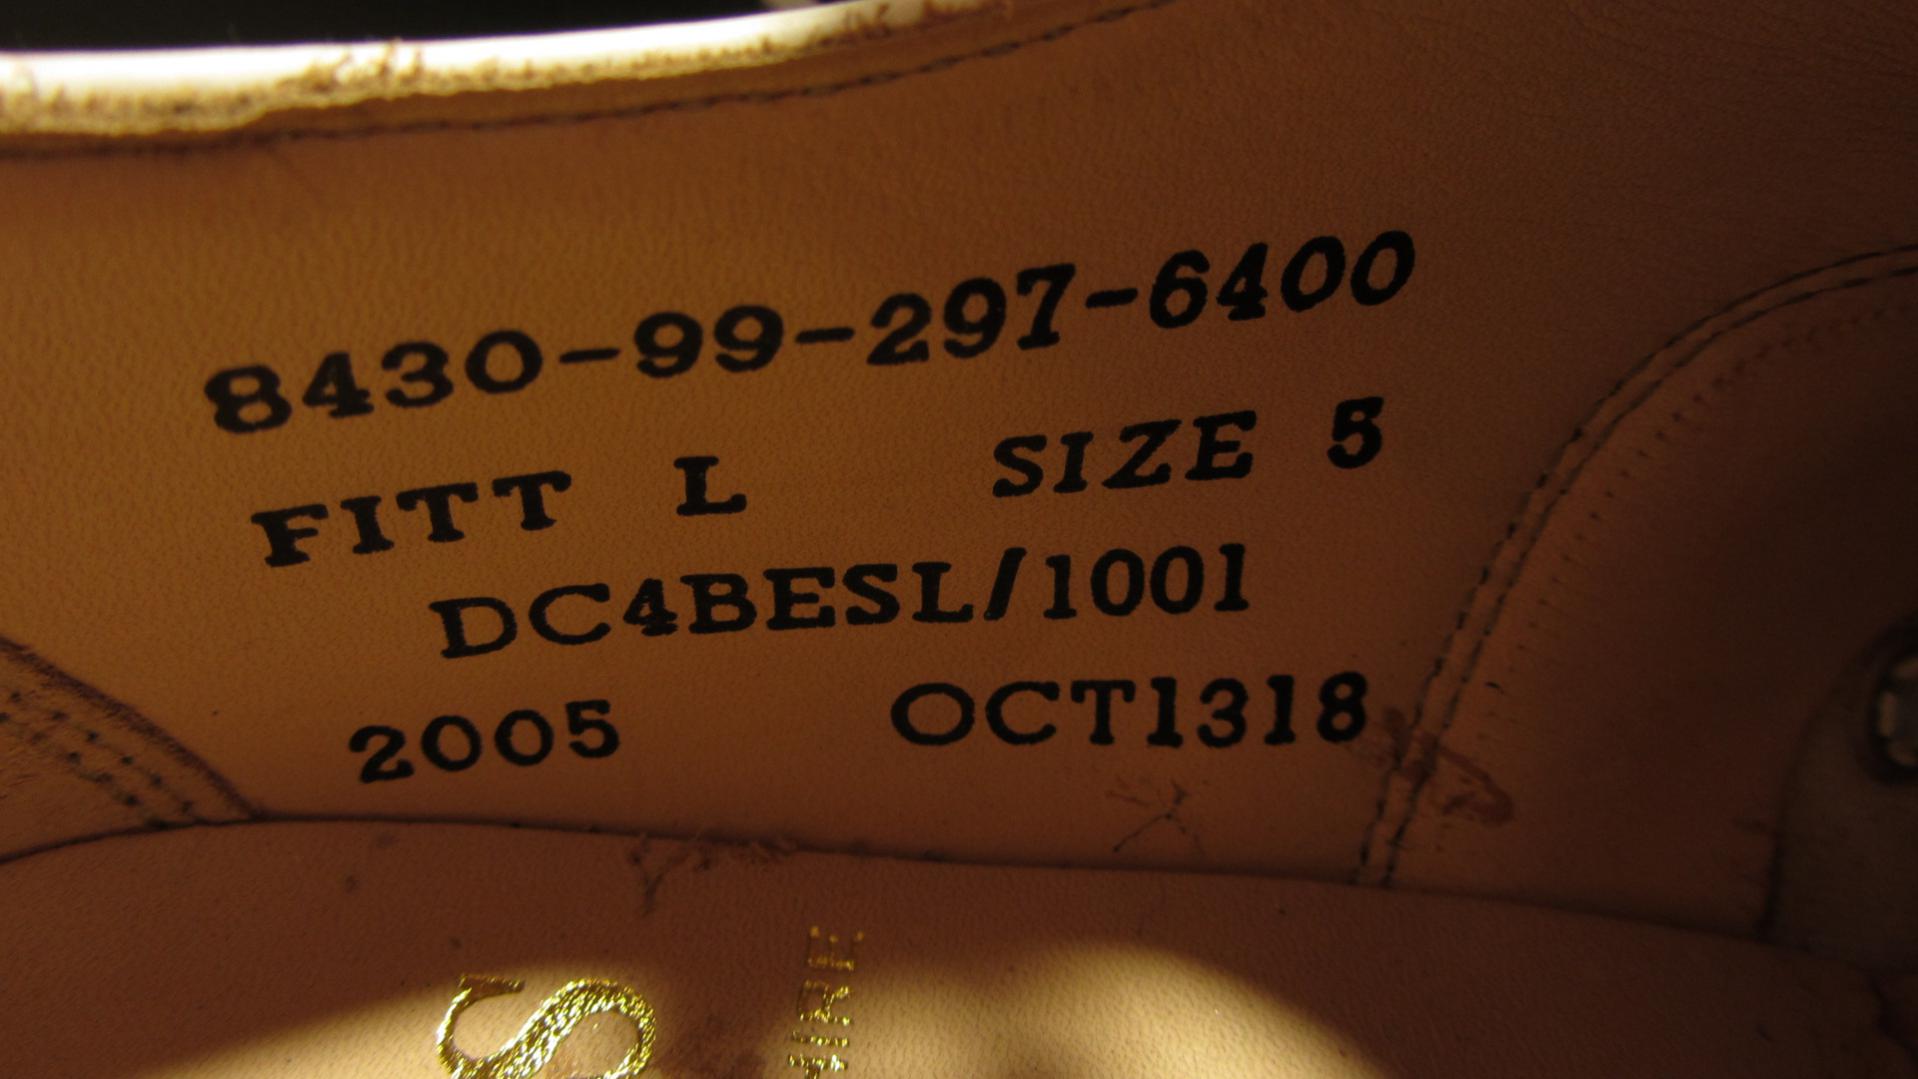 8430-99-297-6400
FITT L SIZE 5
DC4BESL/1001
2005 OCT1318